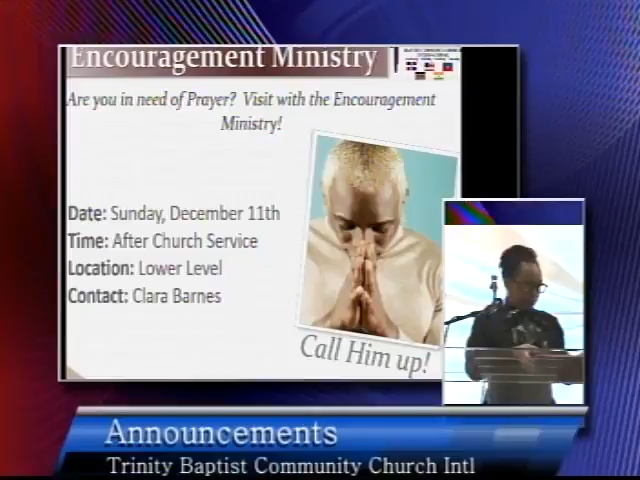 Encouragement Ministry
Are you in need of Prayer? Visit with the Encouragement
Ministry!
Date: Sunday, December 11th
Time: After Church Service
Location: Lower Level
Contact: Clara Barnes
Call Him up!
Announcements
Trinity Baptist Community Church Intl